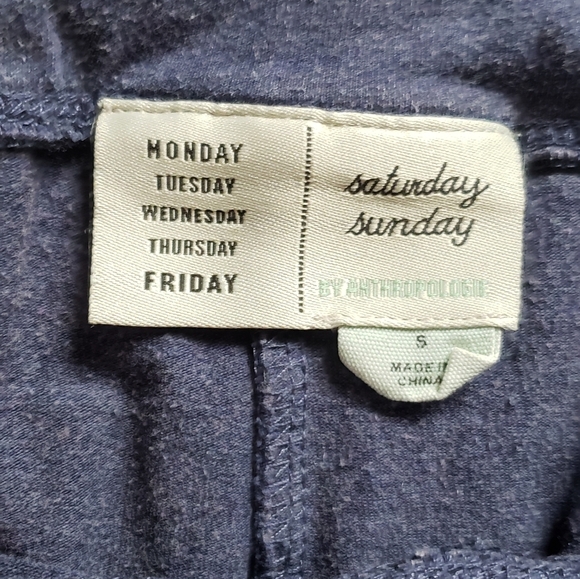 MONDAY
TUESDAY
WEDNESDAY
THURSDAY
FRIDAY
saturday
sunday
BY ANTHROPOLOGIE
S
MADE IN
CHINA